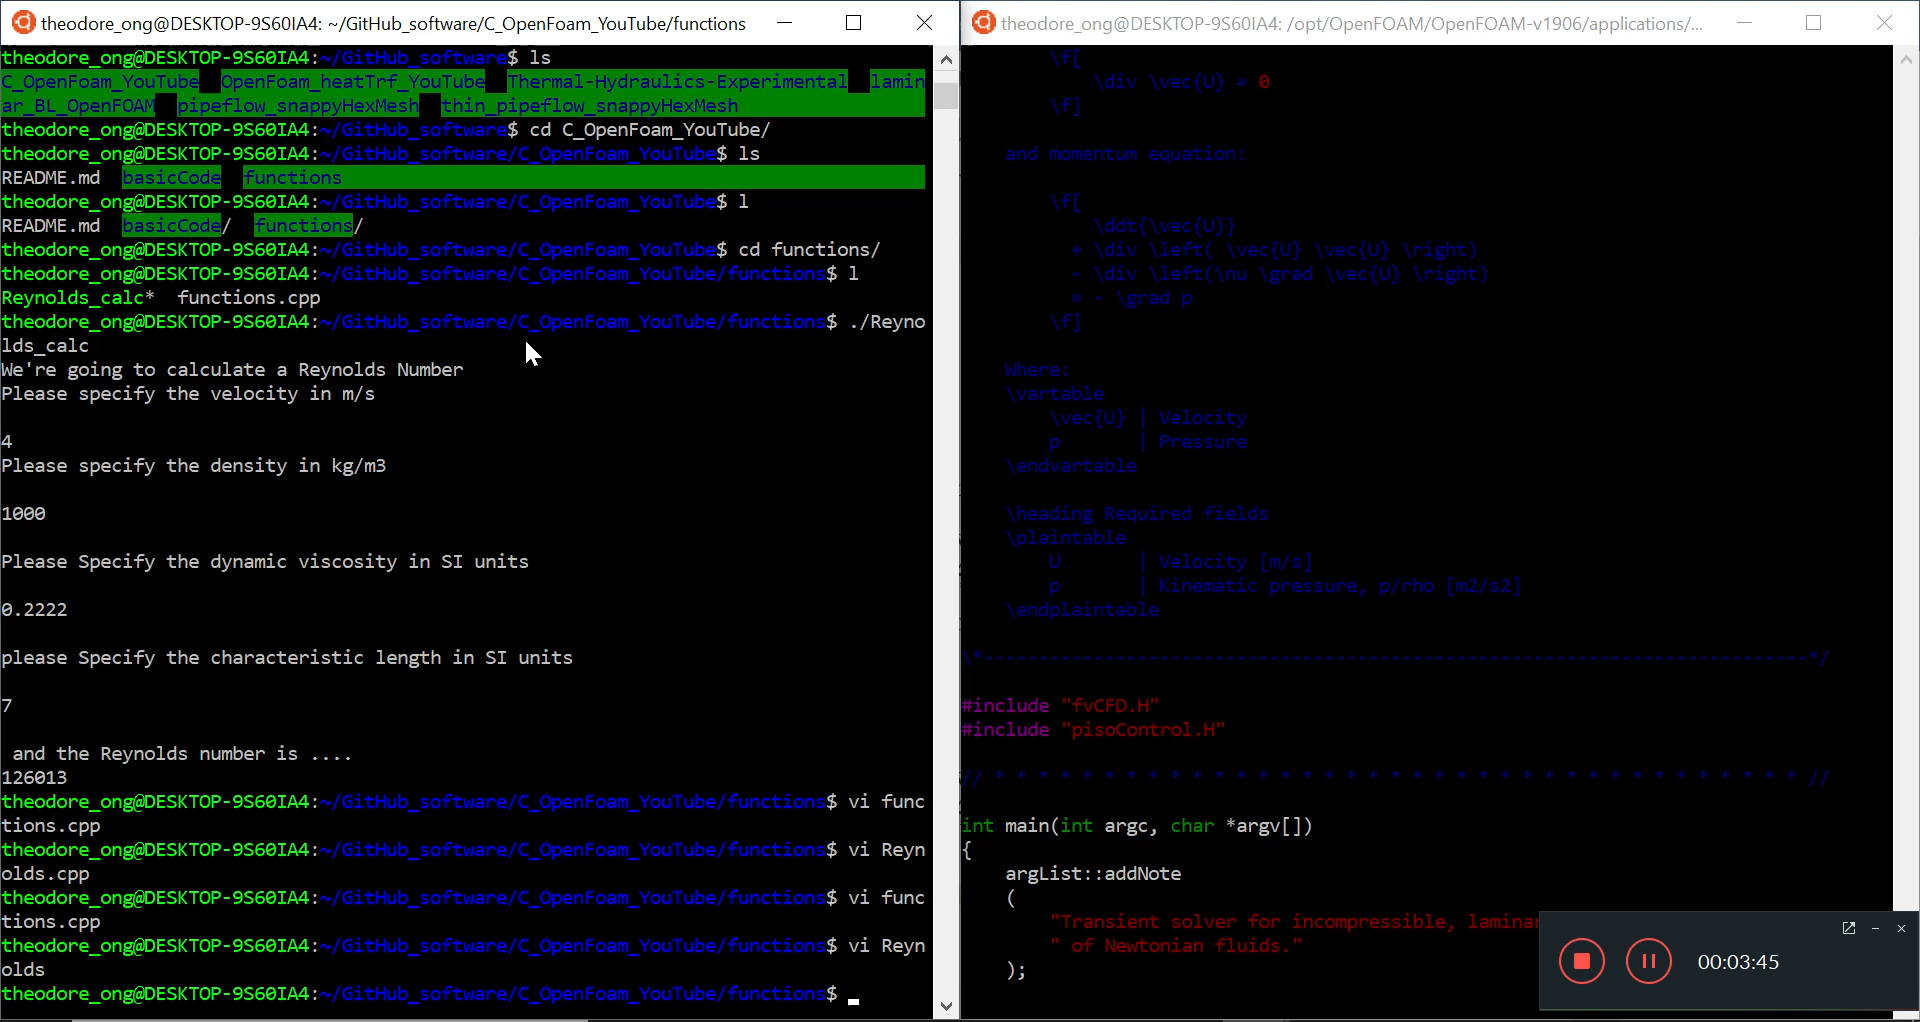 theodore_ong@DESKTOP-9S60IA4: ~/GitHub_software/C_OpenFoam_YouTube/functions
theodore_ong@DESKTOP-9S60IA4:~/GitHub_software$ ls
C_OpenFoam_YouTube OpenFoam_heatTrf_YouTube Thermal-Hydraulics-Experimental lamin
ar_BL_OpenFOAM pipeflow_snappyHexMesh thin_pipeflow_snappyHexMesh
theodore_ong@DESKTOP-9S60IA4:~/GitHub_software$ cd C_OpenFoam_YouTube/
theodore_ong@DESKTOP-9S60IA4:~/GitHub_software/C_OpenFoam_YouTube$ ls
README.md basicCode functions
theodore_ong@DESKTOP-9S60IA4:~/GitHub_software/C_OpenFoam_YouTube$ l
README.md basicCode/ functions/
theodore_ong@DESKTOP-9S60IA4:~/GitHub_software/C_OpenFoam_YouTube$ cd functions/
theodore_ong@DESKTOP-9S60IA4:~/GitHub_software/C_OpenFoam_YouTube/functions$ l
Reynolds_calc* functions.cpp
theodore_ong@DESKTOP-9S60IA4:~/GitHub_software/C_OpenFoam_YouTube/functions$ ./Reyno
lds_calc
We're going to calculate a Reynolds Number
Please specify the velocity in m/s
4
Please specify the density in kg/m3
1000
Please Specify the dynamic viscosity in SI units
0.2222
please Specify the characteristic length in SI units
7
and the Reynolds number is ....
126013
theodore_ong@DESKTOP-9S60IA4:~/GitHub_software/C_OpenFoam_YouTube/functions$ vi func
tions.cpp
theodore_ong@DESKTOP-9S60IA4:~/GitHub_software/C_OpenFoam_YouTube/functions$ vi Reyn
olds.cpp
theodore_ong@DESKTOP-9S60IA4:~/GitHub_software/C_OpenFoam_YouTube/functions$ vi func
tions.cpp
theodore_ong@DESKTOP-9S60IA4:~/GitHub_software/C_OpenFoam_YouTube/functions$ vi Reyn
olds
theodore_ong@DESKTOP-9S60IA4:~/GitHub_software/C_OpenFoam_YouTube/functions$
theodore_ong@DESKTOP-9S60IA4: /opt/OpenFOAM/OpenFOAM-v1906/applications/...
\f[
\div \vec{U} = 0
\f]
and momentum equation:
\f[
\ddt{\vec{U}}
+ \div \left( \vec{U} \vec{U} \right)
- \div \left(\nu \grad \vec{U} \right)
= - \grad p
\f]
Where:
\vartable
\vec{U} | Velocity
p | Pressure
\endvartable
\heading Required fields
\plaintable
U | Velocity [m/s]
p | Kinematic pressure, p/rho [m2/s2]
\endplaintable
\*---------------------------------------------------------------------------*/
#include "fvCFD.H"
#include "pisoControl.H"
// * * * * * * * * * * * * * * * * * * * * * * * * * * * * * * * * * * * * * //
int main(int argc, char *argv[])
{
argList::addNote
(
"Transient solver for incompressible, laminar
" of Newtonian fluids."
);
00:03:45